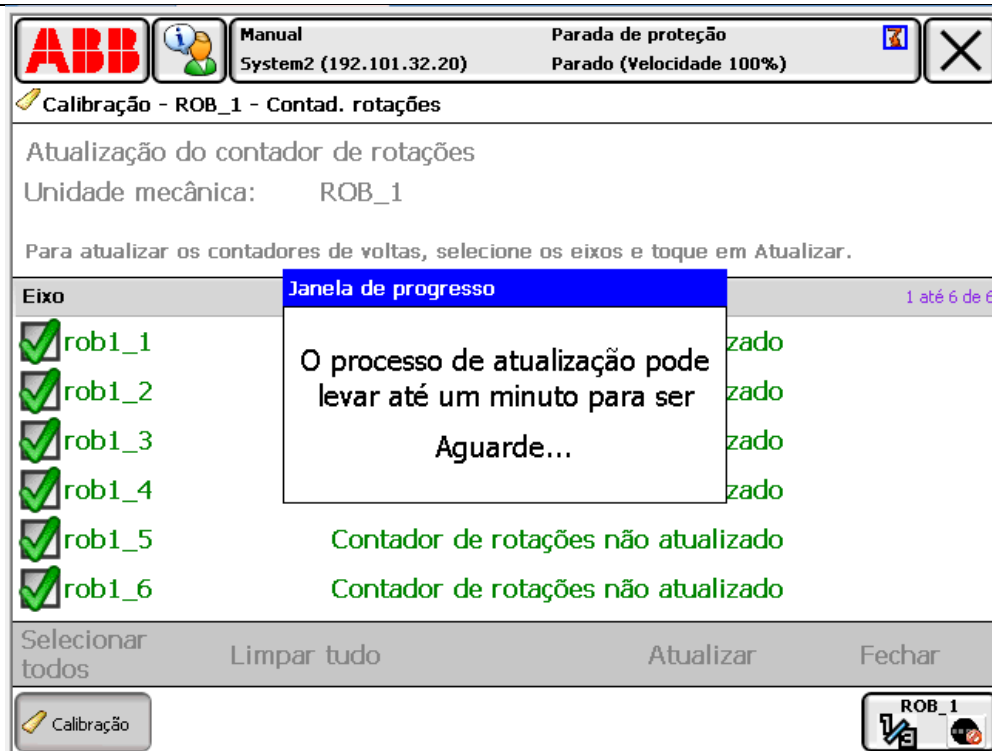 ABB
Manual
Parada de proteção
System2 (192.101.32.20)
Parado (Velocidade 100%)
Calibração - ROB_1 - Contad. rotações
Atualização do contador de rotações
Unidade mecânica: ROB_1
Para atualizar os contadores de voltas, selecione os eixos e toque em Atualizar.
Eixo
1 até 6 de 6
Janela de progresso
O processo de atualização pode
levar até um minuto para ser
Aguarde...
rob1_1 zado
rob1_2 zado
rob1_3 zado
rob1_4 zado
rob1_5 Contador de rotações não atualizado
rob1_6 Contador de rotações não atualizado
Selecionar
todos
Limpar tudo
Atualizar
Fechar
Calibração
ROB_1
1/3